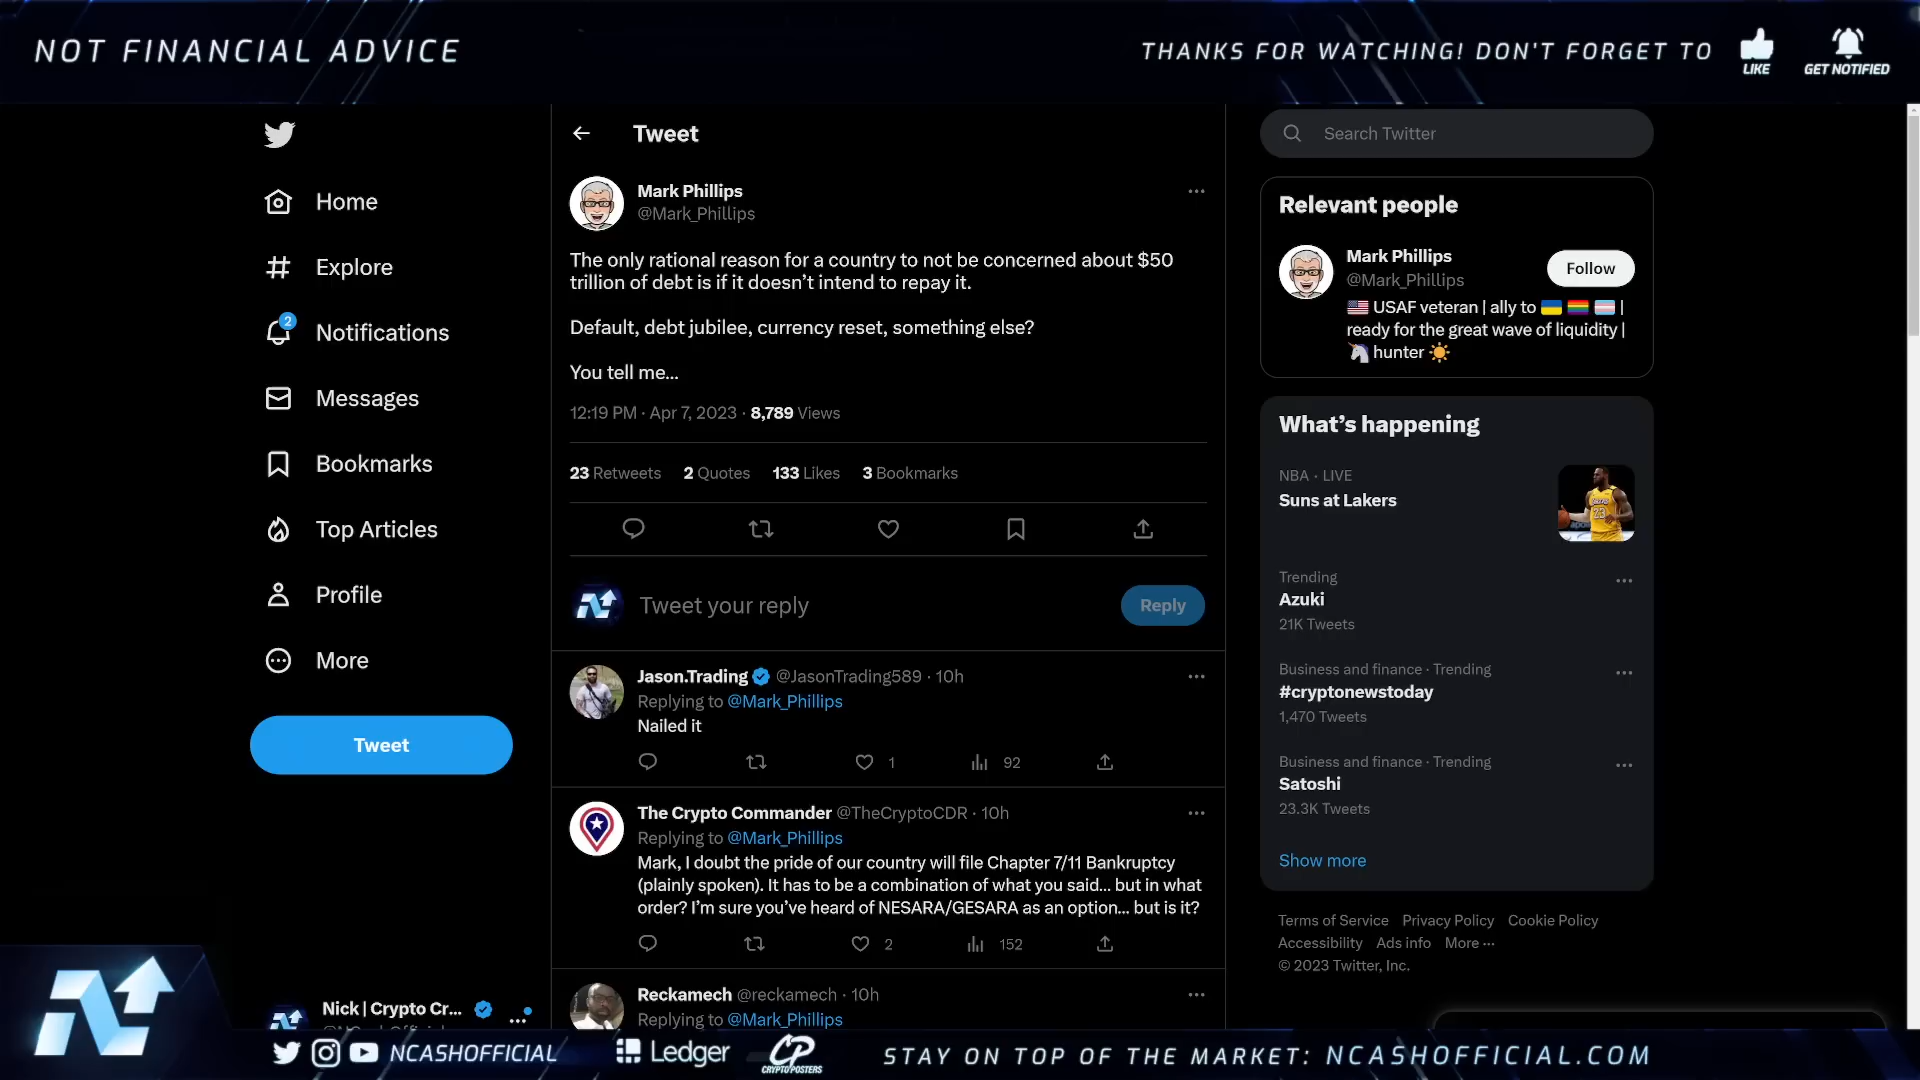 NOT FINANCIAL ADVICE
THANKS FOR WATCHING! DON'T FORGET TO
LIKE
GET NOTIFIED
Home
Explore
2
Notifications
Messages
Bookmarks
Top Articles
Profile
More
Tweet
Nick | Crypto Cr...
Tweet
Mark Phillips
@Mark_Phillips
The only rational reason for a country to not be concerned about $50
trillion of debt is if it doesn’t intend to repay it.
Default, debt jubilee, currency reset, something else?
You tell me...
12:19 PM · Apr 7, 2023 · 8,789 Views
23 Retweets 2 Quotes 133 Likes 3 Bookmarks
Tweet your reply
Reply
Jason.Trading @JasonTrading589 · 10h
Replying to @Mark_Phillips
Nailed it
1 92
The Crypto Commander @TheCryptoCDR · 10h
Replying to @Mark_Phillips
Mark, I doubt the pride of our country will file Chapter 7/11 Bankruptcy
(plainly spoken). It has to be a combination of what you said... but in what
order? I’m sure you’ve heard of NESARA/GESARA as an option... but is it?
2 152
Reckamech @reckamech · 10h
Replying to @Mark_Phillips
Search Twitter
Relevant people
Mark Phillips
@Mark_Phillips
Follow
USAF veteran | ally to |
ready for the great wave of liquidity |
hunter
What’s happening
NBA · LIVE
Suns at Lakers
23
Trending
Azuki
21K Tweets
Business and finance · Trending
#cryptonewstoday
1,470 Tweets
Business and finance · Trending
Satoshi
23.3K Tweets
Show more
Terms of Service Privacy Policy Cookie Policy
Accessibility Ads info More ...
© 2023 Twitter, Inc.
NCASHOFFICIAL
Ledger
CP
CRYPTO POSTERS
STAY ON TOP OF THE MARKET: NCASHOFFICIAL.COM